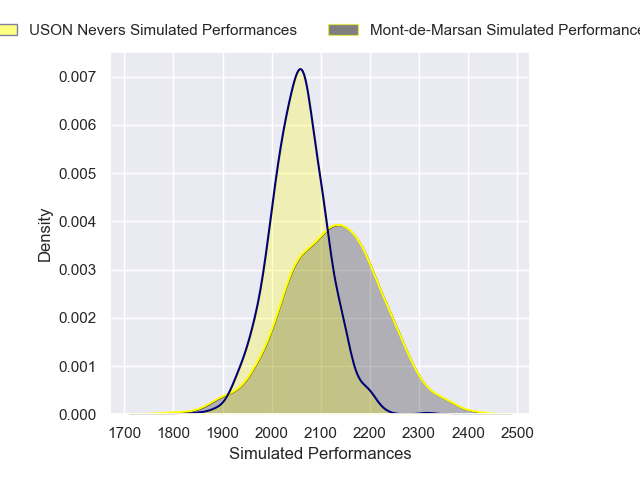 USON Nevers Simulated Performances
Mont-de-Marsan Simulated Performance
0.007
0.006
0.005
0.004
0.003
0.002
0.001
0.000
Density
1700 1800 1900 2000 2100 2200 2300 2400 2500
Simulated Performances